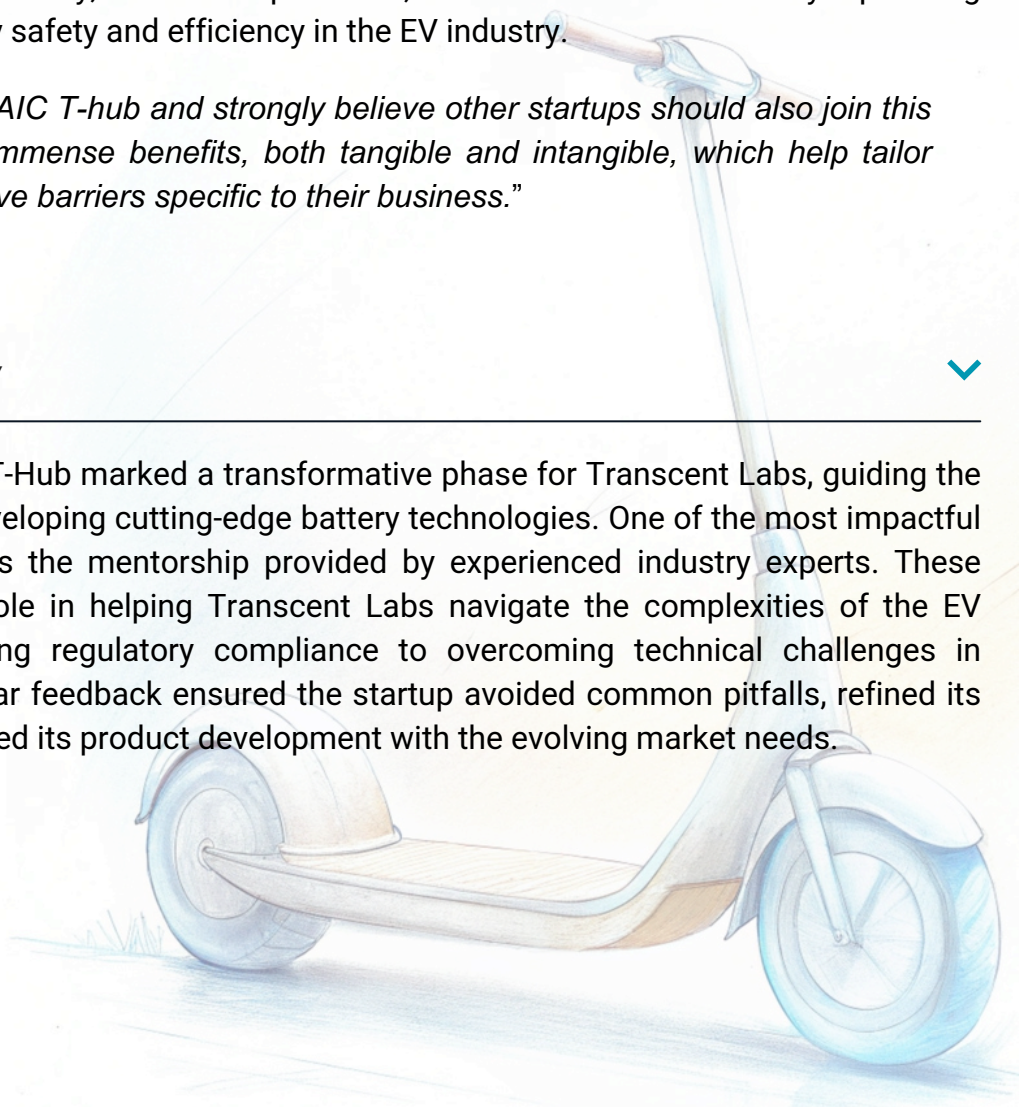 safety and efficiency in the EV industry.
AIC T-hub and strongly believe other startups should also join this
mmense benefits, both tangible and intangible, which help tailor
ve barriers specific to their business.”
T-Hub marked a transformative phase for Transcent Labs, guiding the
veloping cutting-edge battery technologies. One of the most impactful
s the mentorship provided by experienced industry experts. These
ole in helping Transcent Labs navigate the complexities of the EV
ng regulatory compliance to overcoming technical challenges in
ar feedback ensured the startup avoided common pitfalls, refined its
ed its product development with the evolving market needs.